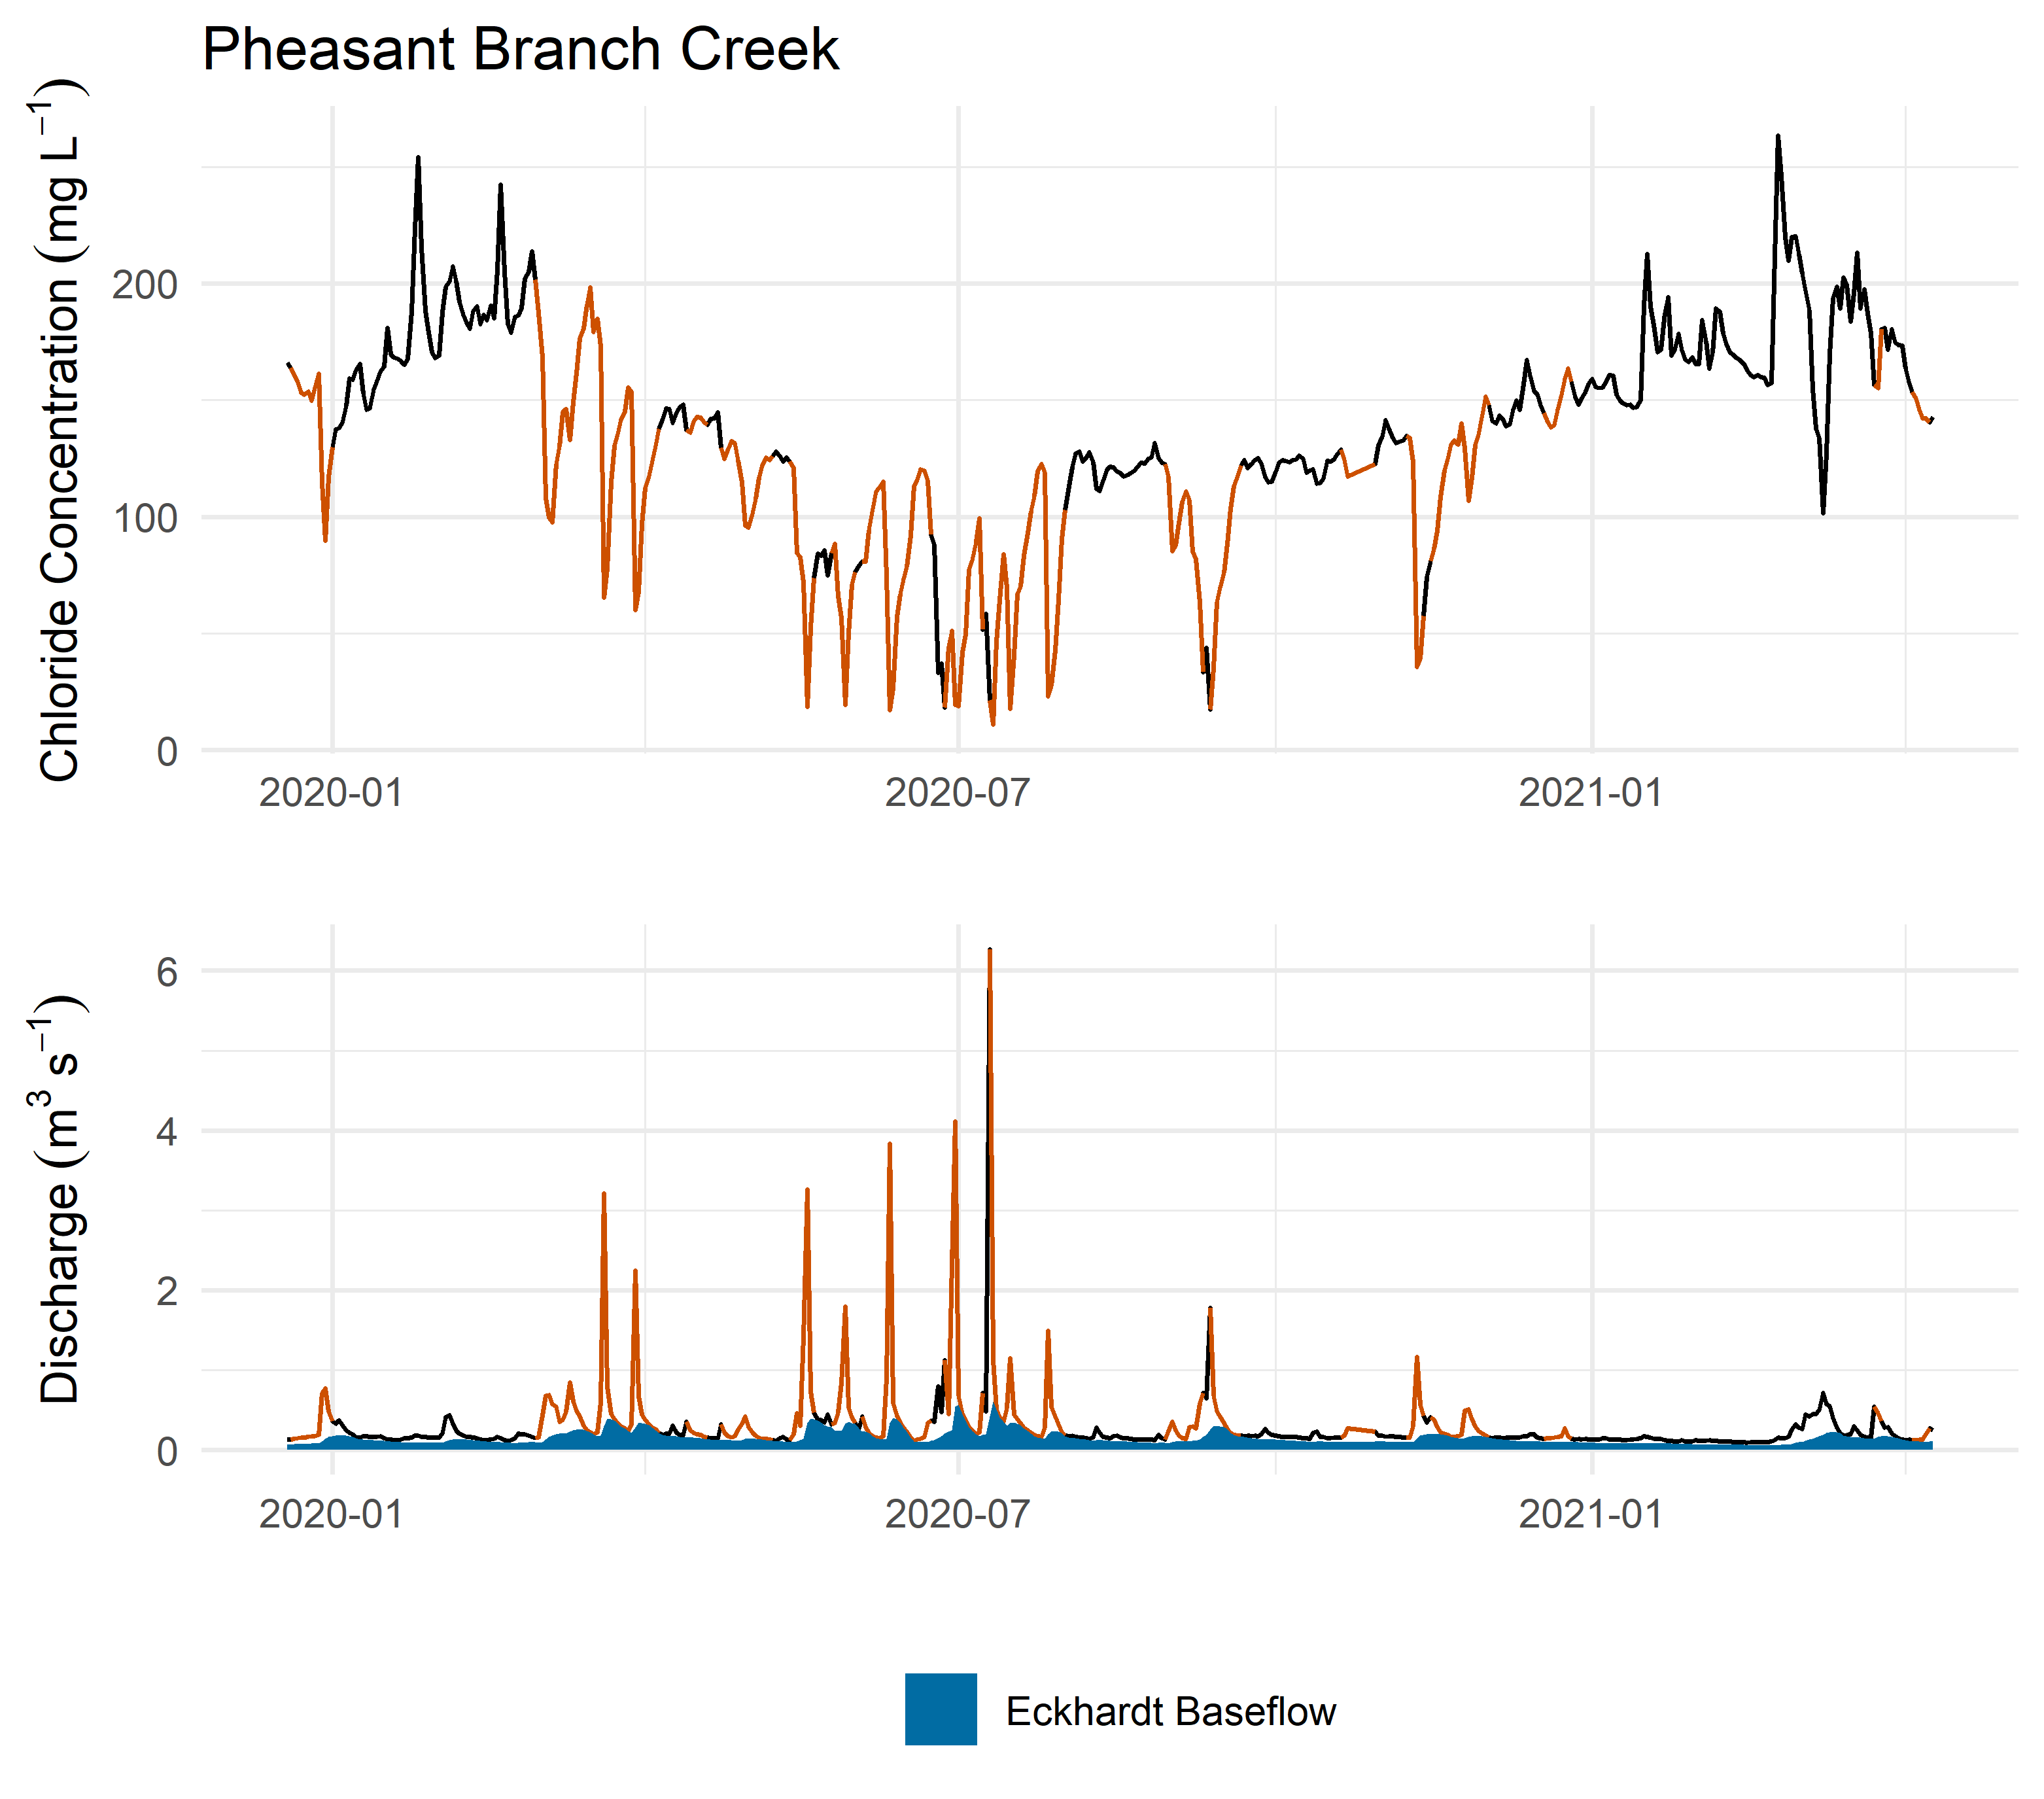 Pheasant Branch Creek
Chloride Concentration (mg L⁻¹)
200
100
0
2020-01 2020-07 2021-01
Discharge (m³ s⁻¹)
6
4
2
0
2020-01 2020-07 2021-01
Eckhardt Baseflow